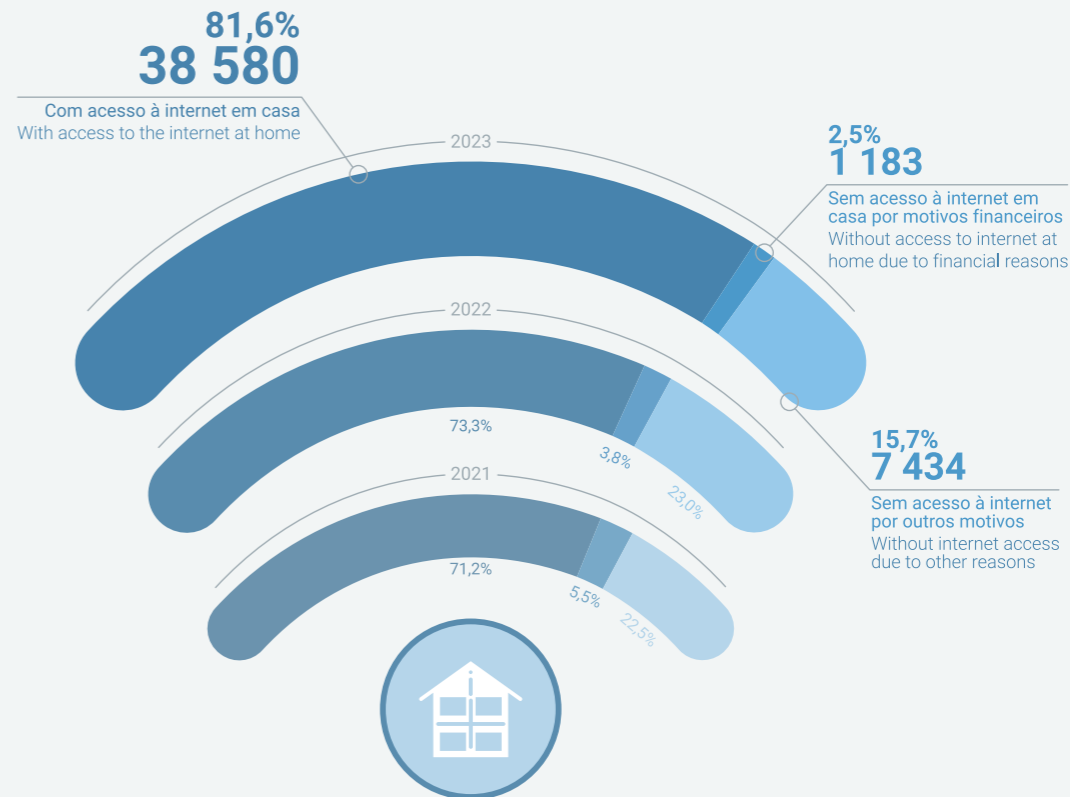 81,6%
38 580
Com acesso à internet em casa
With access to the internet at home
2023
2,5%
1 183
Sem acesso à internet em
casa por motivos financeiros
Without access to internet at
home due to financial reasons
2022
73,3%
3,8%
23,0%
15,7%
7 434
Sem acesso à internet
por outros motivos
Without internet access
due to other reasons
2021
71,2%
5,5%
22,5%